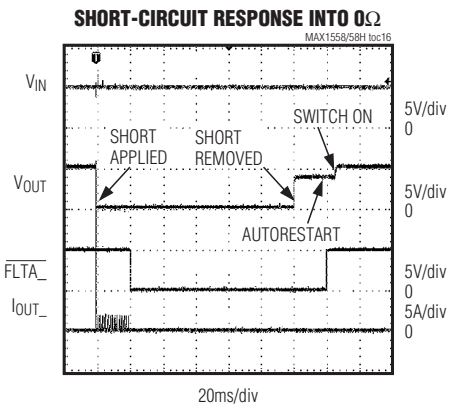 SHORT-CIRCUIT RESPONSE INTO 0Ω
MAX1558/58H toc16
T
VIN
5V/div
0
SWITCH ON
SHORT
APPLIED
SHORT
REMOVED
VOUT
5V/div
0
AUTORESTART
FLTA_
5V/div
0
IOUT_
5A/div
0
20ms/div